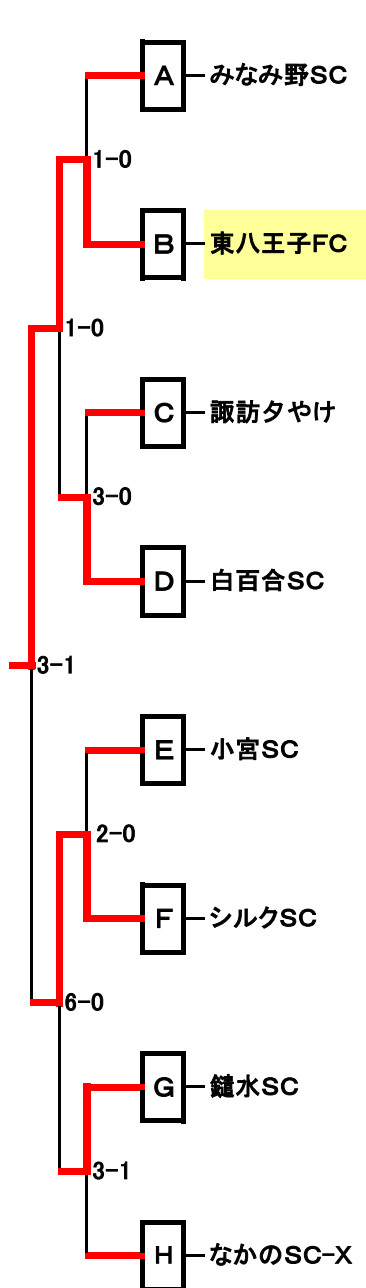 A みなみ野SC
1-0
B 東八王子FC
1-0
C 諏訪夕やけ
3-0
D 白百合SC
3-1
E 小宮SC
2-0
F シルクSC
6-0
G 鑓水SC
3-1
H なかのSC-X